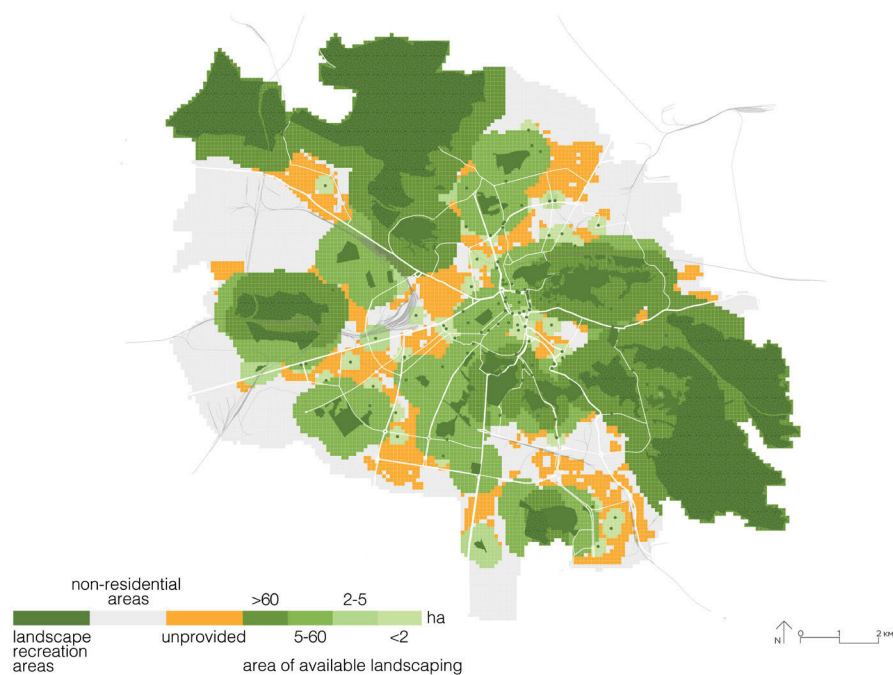 non-residential
areas
>60
2-5
ha
landscape
recreation
areas
unprovided
5-60
<2
area of available landscaping
N
0
1
2 КМ